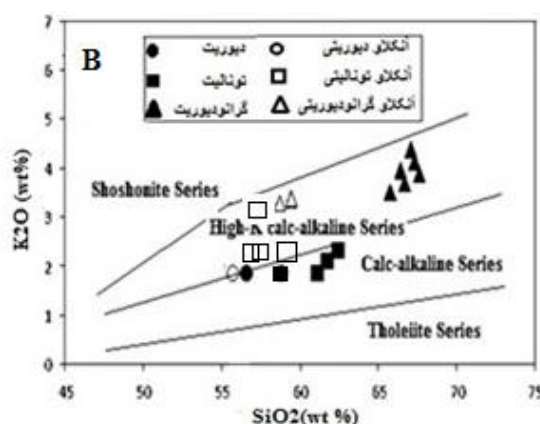 B
7
6
5
4
3
2
1
0
K2O (wt%)
دیوریت
تونالیت
گرانودیوریت
آنکلاو دیوریتی
آنکلاو تونالیتی
آنکلاو گرانودیوریتی
Shoshonite Series
High-K calc-alkaline Series
Calc-alkaline Series
Tholeiite Series
45 50 55 60 65 70 75
SiO2(wt %)